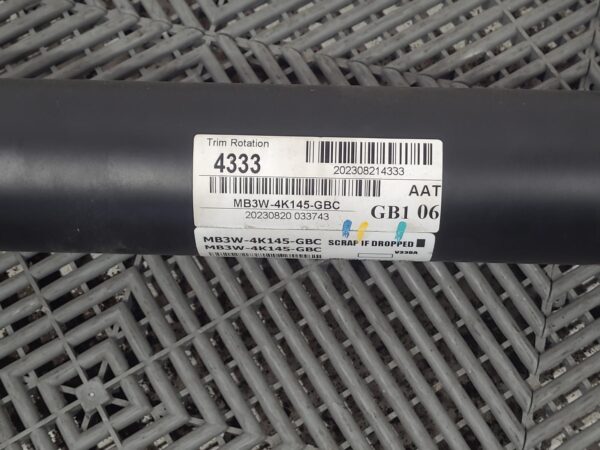 Trim Rotation
4333
202308214333
AAT
MB3W-4K145-GBC
20230820 033743
GB1 06
MB3W-4K145-GBC SCRAP IF DROPPED
MB3W-4K145-GBC
V338A